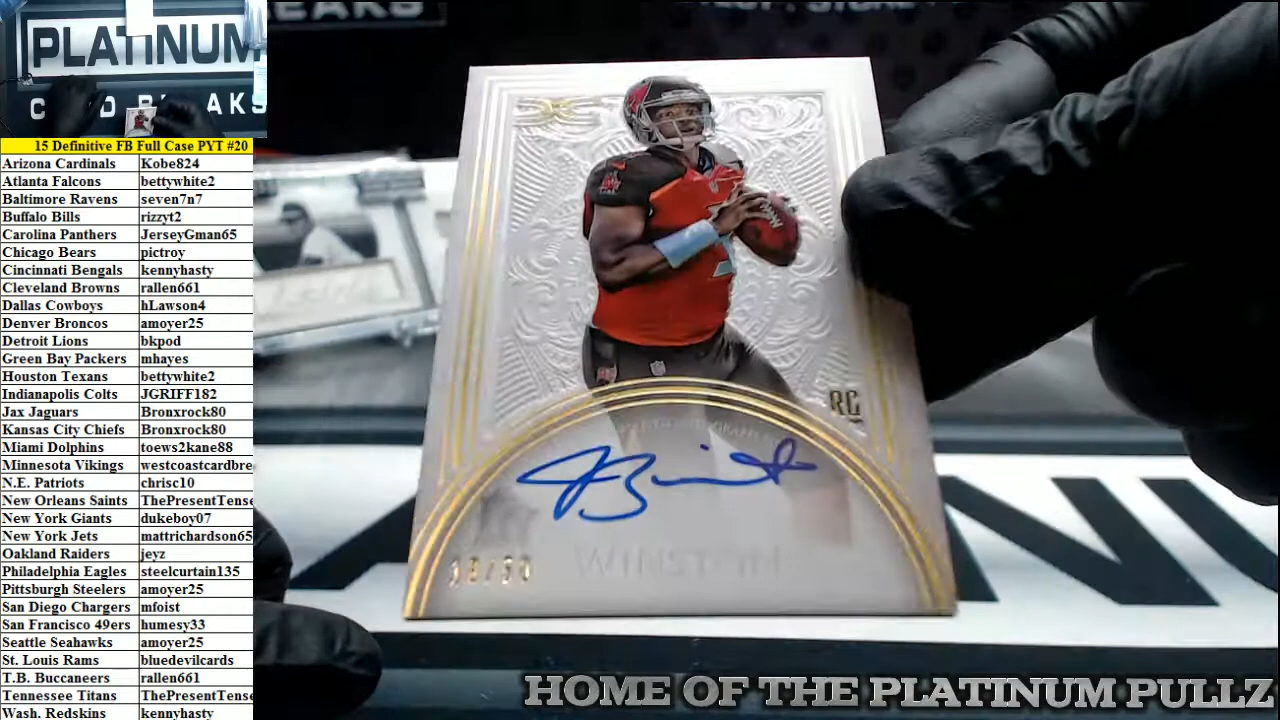 EAKS
PLATINUM
C
D B
AKS
15 Definitive FB Full Case PYT #20
Arizona Cardinals Kobe824
Atlanta Falcons bettywhite2
Baltimore Ravens seven7n7
Buffalo Bills rizzyt2
Carolina Panthers JerseyGman65
Chicago Bears pictroy
Cincinnati Bengals kennyhasty
Cleveland Browns rallen661
Dallas Cowboys hLawson4
Denver Broncos amoyer25
Detroit Lions bkpod
Green Bay Packers mhayes
Houston Texans bettywhite2
Indianapolis Colts JGRIFF182
Jax Jaguars Bronxrock80
Kansas City Chiefs Bronxrock80
Miami Dolphins toews2kane88
Minnesota Vikings westcoastcardbre
N.E. Patriots chrisc10
New Orleans Saints ThePresentTense
New York Giants dukeboy07
New York Jets mattrichardson65
Oakland Raiders jeyz
Philadelphia Eagles steelcurtain135
Pittsburgh Steelers amoyer25
San Diego Chargers mfoist
San Francisco 49ers humesy33
Seattle Seahawks amoyer25
St. Louis Rams bluedevilcards
T.B. Buccaneers rallen661
Tennessee Titans ThePresentTense
Wash. Redskins kennyhasty
RC
WINSTON
HOME OF THE PLATINUM PULLZ